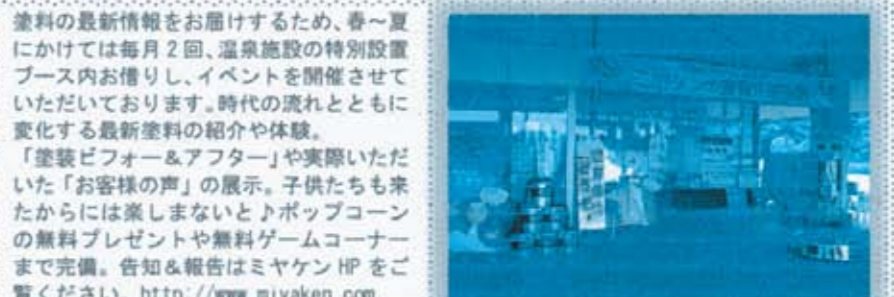 塗料の最新情報をお届けするため、春～夏
にかけては毎月2回、温泉施設の特別設置
ブース内お借りし、イベントを開催させて
いただいております。時代の流れとともに
変化する最新塗料の紹介や体験。
「塗装ビフォー＆アフター」や実際いただ
いた「お客様の声」の展示。子供たちも来
たからには楽しまないと♪ポップコーン
の無料プレゼントや無料ゲームコーナー
まで完備。告知＆報告はミヤケン HP をご
覧ください。http://www.miyaken.com